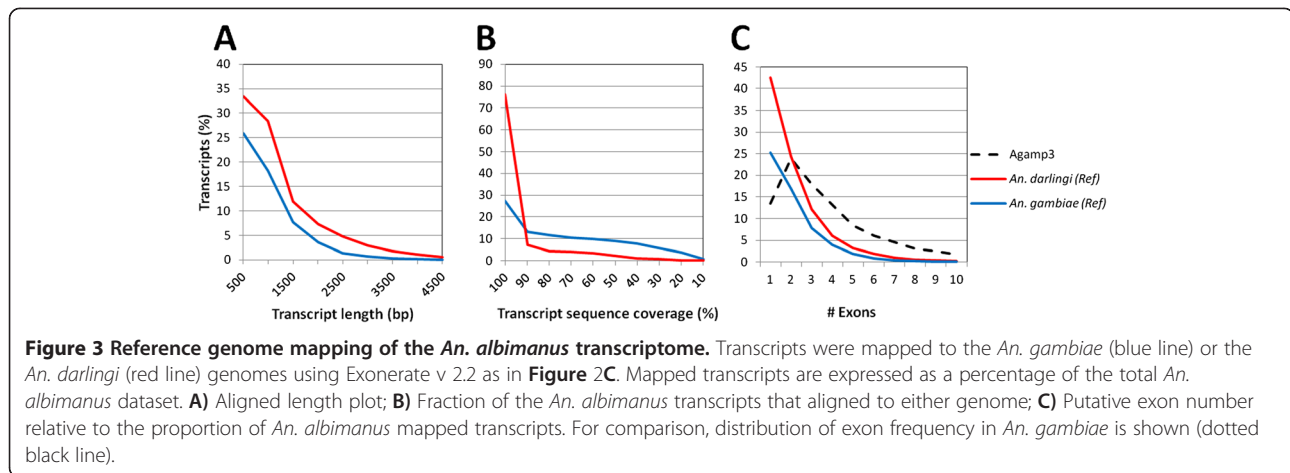 A
B
C
Transcripts (%)
40
35
30
25
20
15
10
5
0
500
1500
2500
3500
4500
Transcript length (bp)
90
80
70
60
50
40
30
20
10
0
100
90
80
70
60
50
40
30
20
10
Transcript sequence coverage (%)
45
40
35
30
25
20
15
10
5
0
1 2 3 4 5 6 7 8 9 10
# Exons
Agamp3
An. darlingi (Ref)
An. gambiae (Ref)
Figure 3 Reference genome mapping of the An. albimanus transcriptome. Transcripts were mapped to the An. gambiae (blue line) or the
An. darlingi (red line) genomes using Exonerate v 2.2 as in Figure 2C. Mapped transcripts are expressed as a percentage of the total An.
albimanus dataset. A) Aligned length plot; B) Fraction of the An. albimanus transcripts that aligned to either genome; C) Putative exon number
relative to the proportion of An. albimanus mapped transcripts. For comparison, distribution of exon frequency in An. gambiae is shown (dotted
black line).